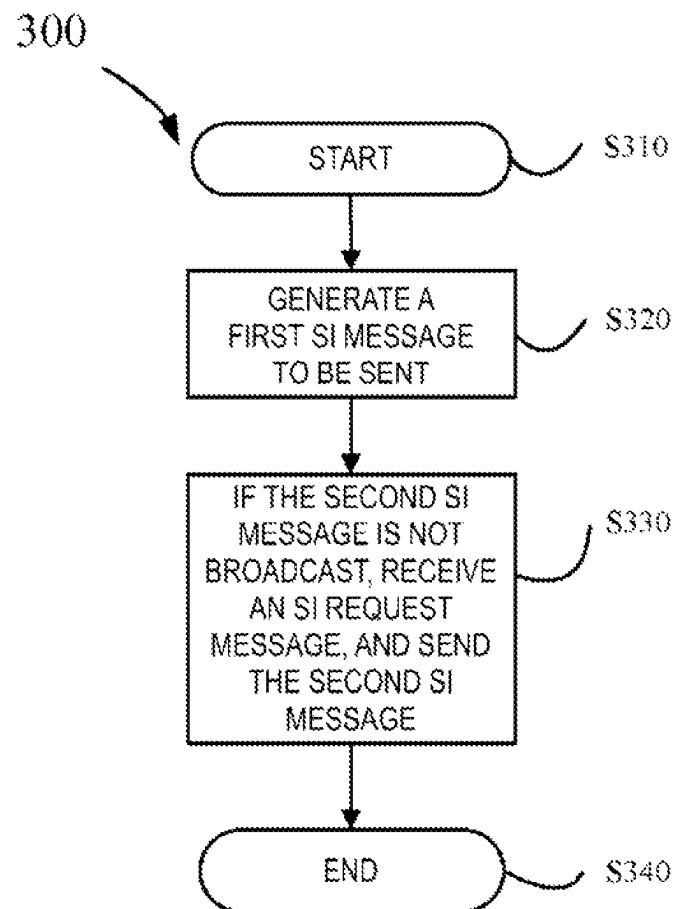 300
START
S310
GENERATE A
FIRST SI MESSAGE
TO BE SENT
S320
IF THE SECOND SI
MESSAGE IS NOT
BROADCAST, RECEIVE
AN SI REQUEST
MESSAGE, AND SEND
THE SECOND SI
MESSAGE
S330
END
S340